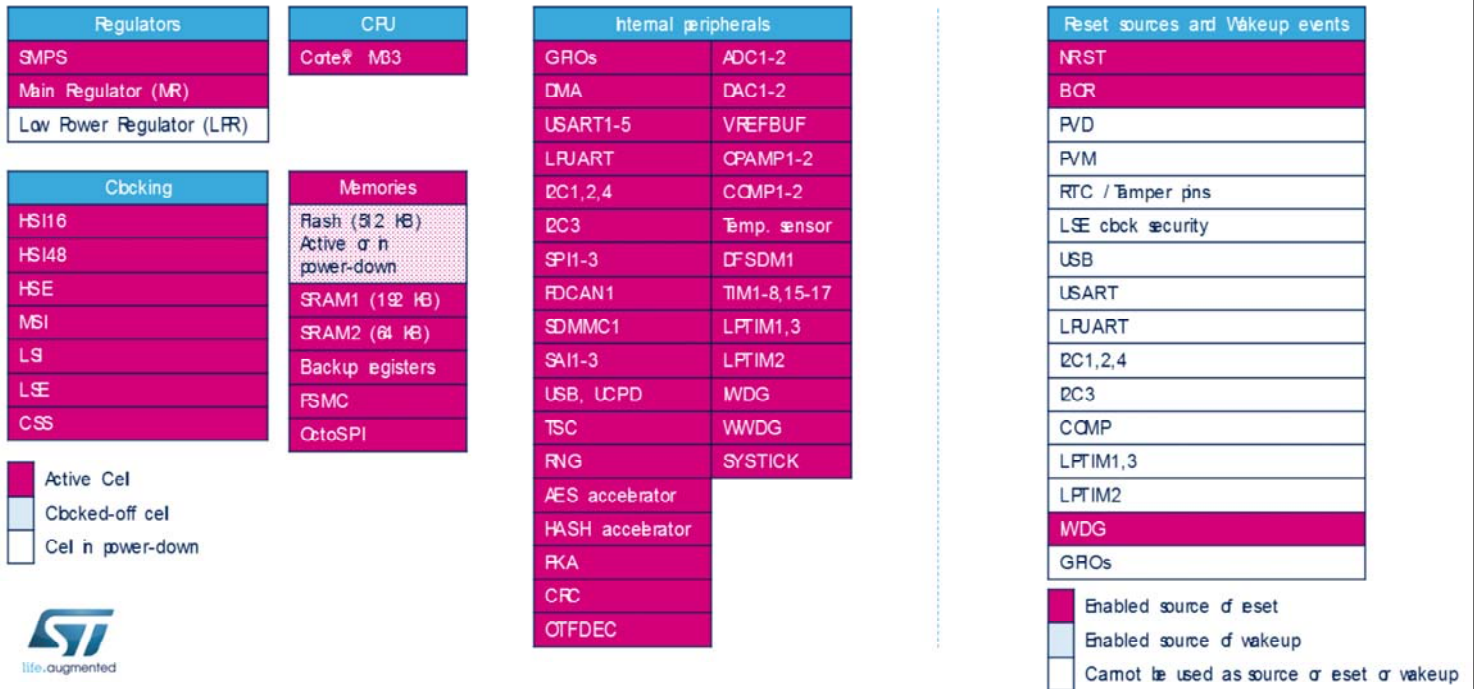 Regulators
SMPS
Main Regulator (MR)
Low Power Regulator (LPR)
CPU
Cortex® M33
Clocking
HSI16
HSI48
HSE
MSI
LSI
LSE
CSS
Memories
Flash (512 KB)
Active or in
power-down
SRAM1 (192 KB)
SRAM2 (64 KB)
Backup registers
FSMC
OctoSPI
Active Cell
Clocked-off cell
Cell in power-down
Internal peripherals
GPIOs ADC1-2
DMA DAC1-2
USART1-5 VREFBUF
LPUART OPAMP1-2
I2C1,2,4 COMP1-2
I2C3 Temp. sensor
SPI1-3 DFSDM1
FDCAN1 TIM1-8,15-17
SDMMC1 LPTIM1,3
SAI1-3 LPTIM2
USB, UCPD IWDG
TSC WWDG
RNG SYSTICK
AES accelerator
HASH accelerator
PKA
CRC
OTFDEC
Reset sources and Wakeup events
NRST
BOR
PVD
PVM
RTC / Tamper pins
LSE clock security
USB
USART
LPUART
I2C1,2,4
I2C3
COMP
LPTIM1,3
LPTIM2
IWDG
GPIOs
Enabled source of reset
Enabled source of wakeup
Cannot be used as source or reset or wakeup
ST
life.augmented